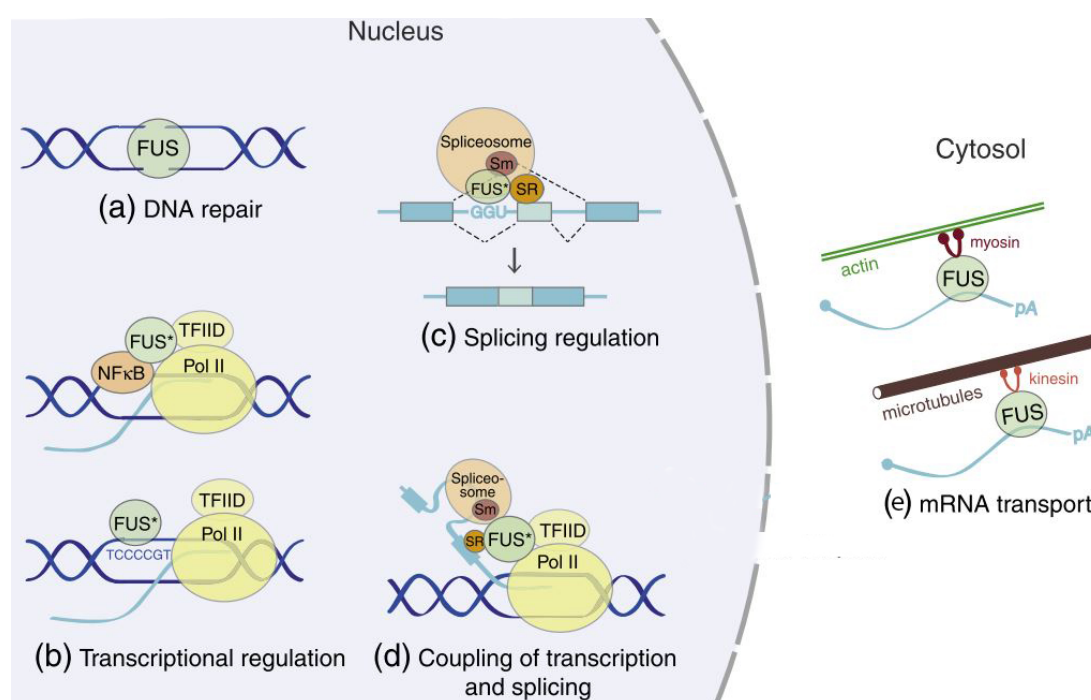 Nucleus
FUS
(a) DNA repair
Spliceosome
Sm
FUS* SR
GGU
(c) Splicing regulation
FUS* TFIID
NFκB Pol II
TFIID
FUS* Pol II
TCCCCGT
(b) Transcriptional regulation
Spliceo-
some
Sm
SR FUS* TFIID
Pol II
(d) Coupling of transcription
and splicing
Cytosol
myosin
actin
FUS
pA
kinesin
microtubules
FUS
pA
(e) mRNA transport